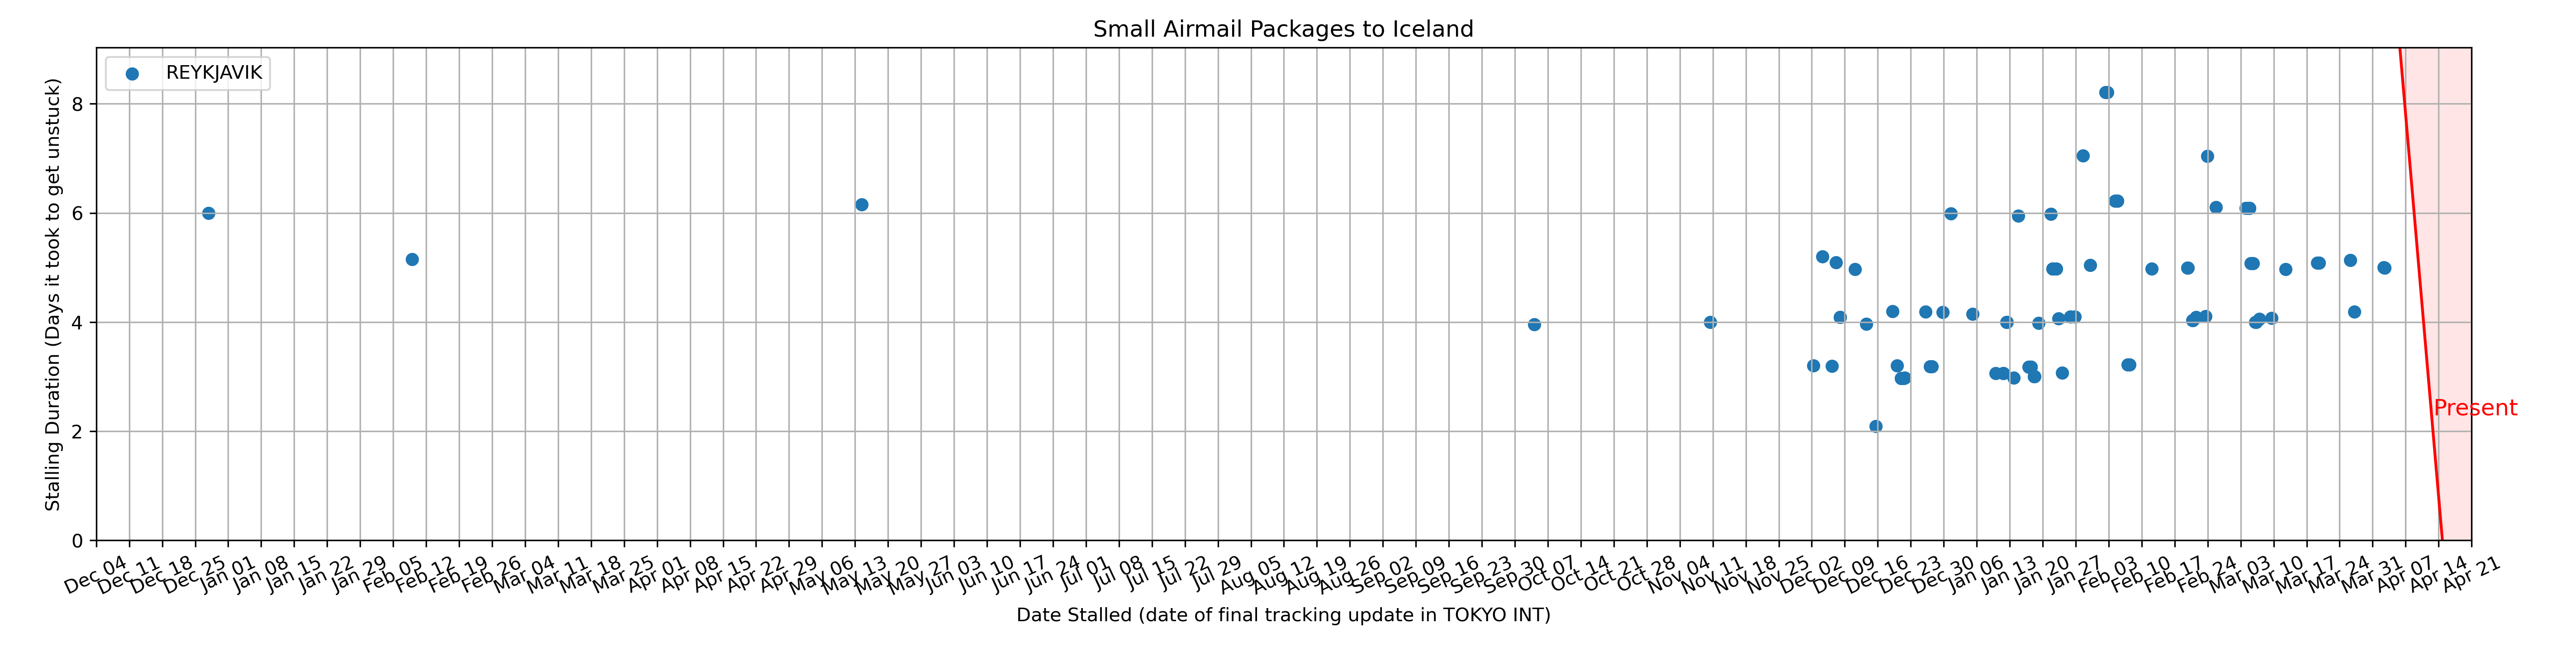 Small Airmail Packages to Iceland
REYKJAVIK
Stalling Duration (Days it took to get unstuck)
8
6
4
2
0
Present
Dec 04 Dec 11 Dec 18 Dec 25 Jan 01 Jan 08 Jan 15 Jan 22 Jan 29 Feb 05 Feb 12 Feb 19 Feb 26 Mar 04 Mar 11 Mar 18 Mar 25 Apr 01 Apr 08 Apr 15 Apr 22 Apr 29 May 06 May 13 May 20 May 27 Jun 03 Jun 10 Jun 17 Jun 24 Jul 01 Jul 08 Jul 15 Jul 22 Jul 29 Aug 05 Aug 12 Aug 19 Aug 26 Sep 02 Sep 09 Sep 16 Sep 23 Sep 30 Oct 07 Oct 14 Oct 21 Oct 28 Nov 04 Nov 11 Nov 18 Nov 25 Dec 02 Dec 09 Dec 16 Dec 23 Dec 30 Jan 06 Jan 13 Jan 20 Jan 27 Feb 03 Feb 10 Feb 17 Feb 24 Mar 03 Mar 10 Mar 17 Mar 24 Mar 31 Apr 07 Apr 14 Apr 21
Date Stalled (date of final tracking update in TOKYO INT)